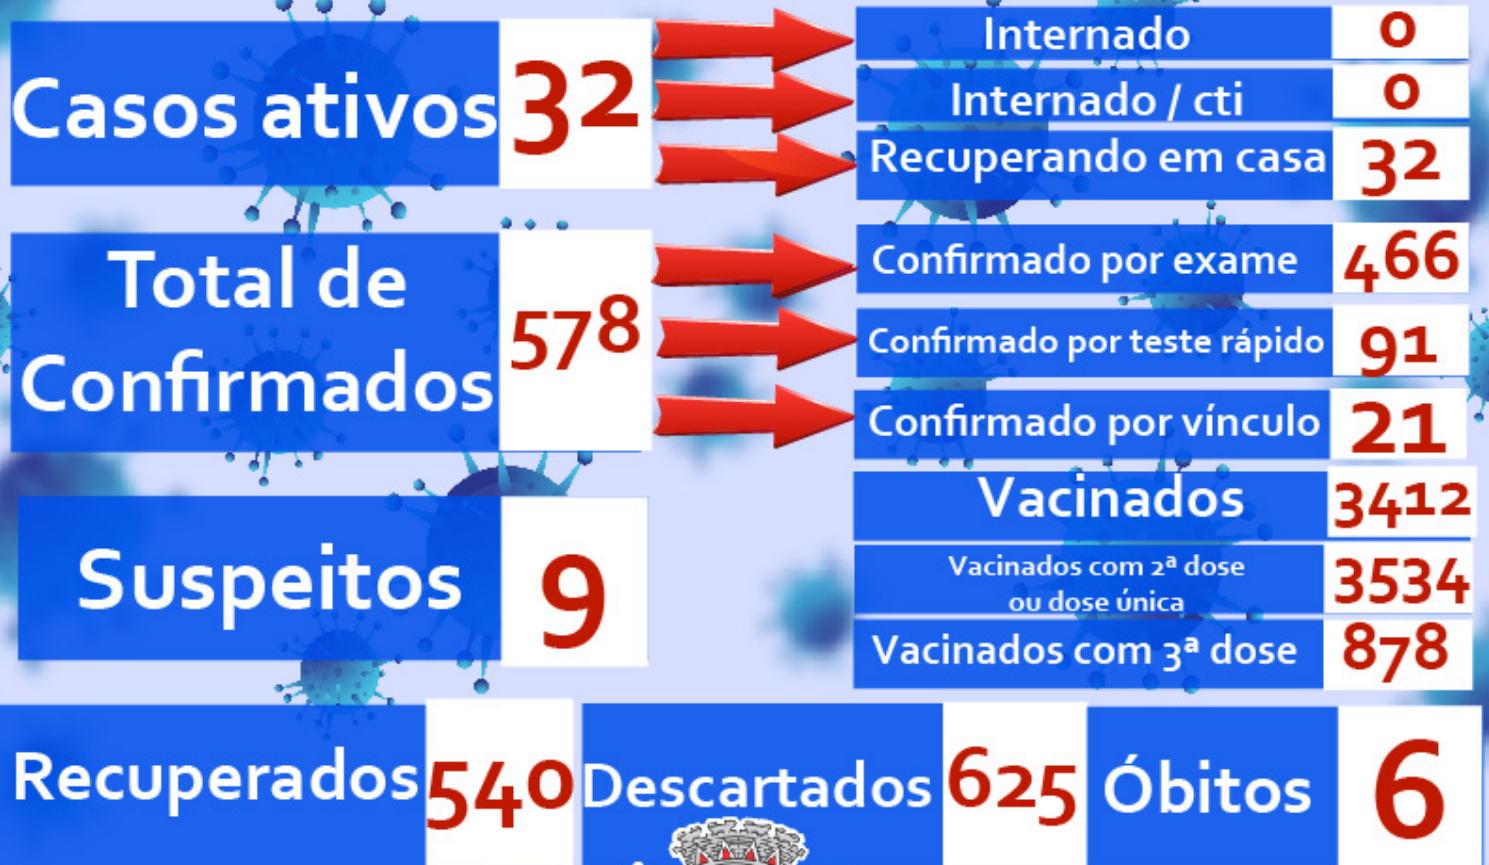 Casos ativos 32
Internado 0
Internado / cti 0
Recuperando em casa 32
Total de
Confirmados 578
Confirmado por exame 466
Confirmado por teste rápido 91
Confirmado por vínculo 21
Suspeitos 9
Vacinados 3412
Vacinados com 2ª dose
ou dose única 3534
Vacinados com 3ª dose 878
Recuperados 540
Descartados 625
Óbitos 6